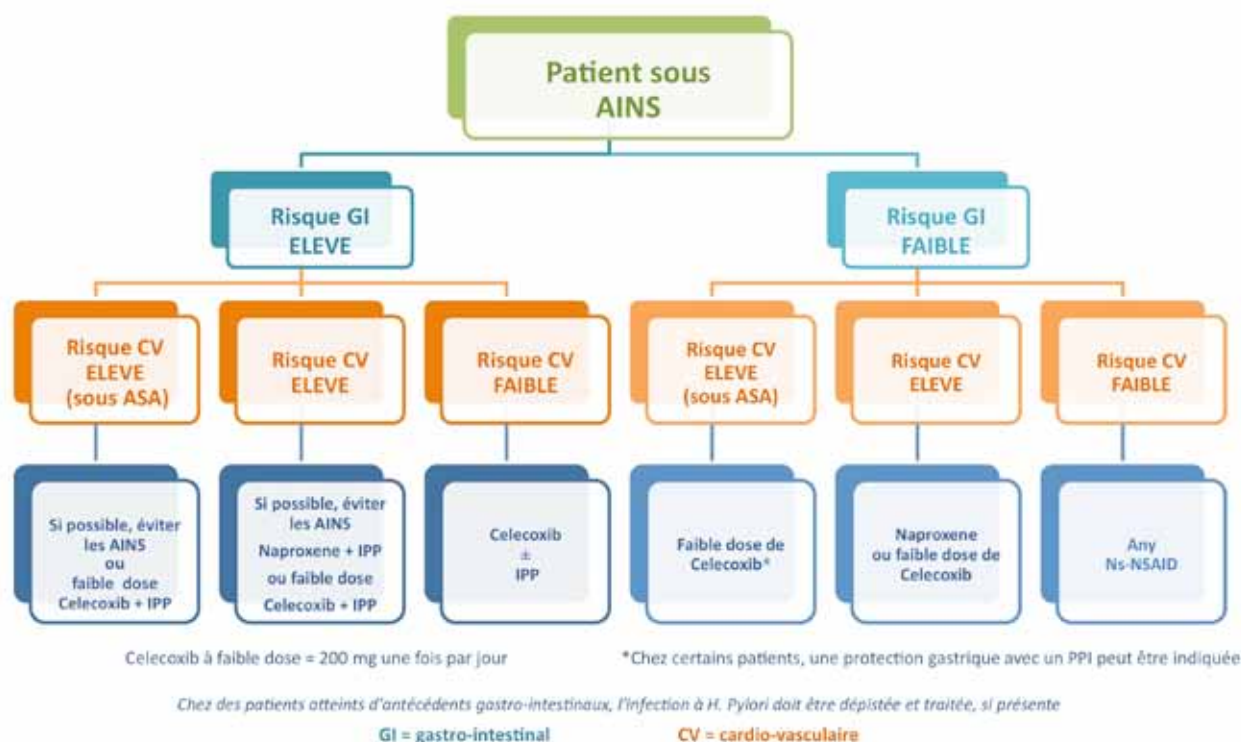 Patient sous
AINS
Risque GI
ELEVE
Risque GI
FAIBLE
Risque CV
ELEVE
(sous ASA)
Risque CV
ELEVE
Risque CV
FAIBLE
Risque CV
ELEVE
(sous ASA)
Risque CV
ELEVE
Risque CV
FAIBLE
Si possible, éviter
les AINS
ou
faible dose
Celecoxib + IPP
Si possible, éviter
les AINS
Naproxene + IPP
ou faible dose
Celecoxib + IPP
Celecoxib
±
IPP
Faible dose de
Celecoxib*
Naproxene
ou faible dose de
Celecoxib
Any
Ns-NSAID
Celecoxib à faible dose = 200 mg une fois par jour
*Chez certains patients, une protection gastrique avec un PPI peut être indiquée
Chez des patients atteints d'antécédents gastro-intestinaux, l'infection à H. Pylori doit être dépistée et traitée, si présente
GI = gastro-intestinal
CV = cardio-vasculaire